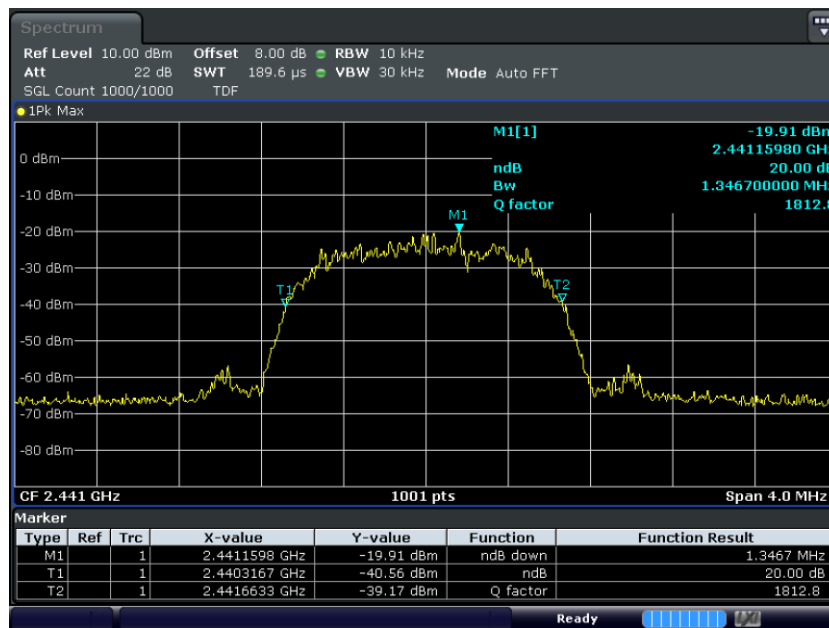 Spectrum
Ref Level 10.00 dBm Offset 8.00 dB RBW 10 kHz
Att 22 dB SWT 189.6 µs VBW 30 kHz Mode Auto FFT
SGL Count 1000/1000 TDF
1Pk Max
M1[1] -19.91 dBm
2.44115980 GHz
0 dBm
ndB 20.00 dB
Bw 1.346700000 MHz
-10 dBm
Q factor 1812.8
M1
-20 dBm
-30 dBm
T1 T2
-40 dBm
-50 dBm
-60 dBm
-70 dBm
-80 dBm
CF 2.441 GHz 1001 pts Span 4.0 MHz
Marker
Type Ref Trc X-value Y-value Function Function Result
M1 1 2.4411598 GHz -19.91 dBm ndB down 1.3467 MHz
T1 1 2.4403167 GHz -40.56 dBm ndB 20.00 dB
T2 1 2.4416633 GHz -39.17 dBm Q factor 1812.8
Ready